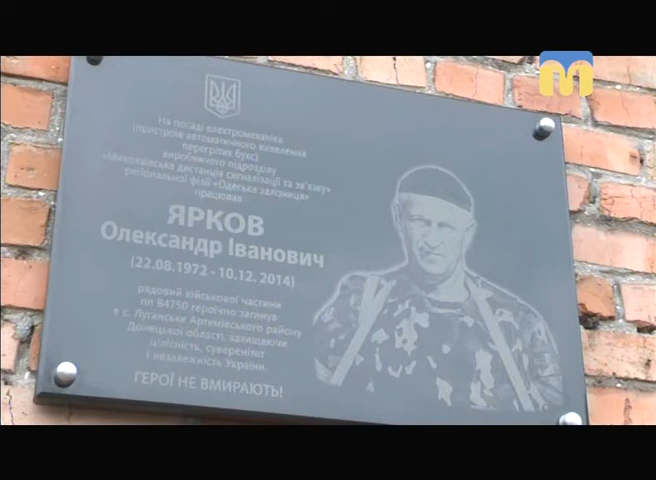 На посаді електромеханіка
(пристроїв автоматичного виявлення
перегрітих букс)
виробничого підрозділу
«Миколаївська дистанція сигналізації та зв'язку»
регіональної філії «Одеська залізниця»
працював
ЯРКОВ
Олександр Іванович
(22.08.1972 - 10.12.2014)
рядовий військової частини
пп В4750 героїчно загинув
в с. Луганське Артемівського району
Донецької області, захищаючи
цілісність, суверенітет
і незалежність України.
ГЕРОЇ НЕ ВМИРАЮТЬ!